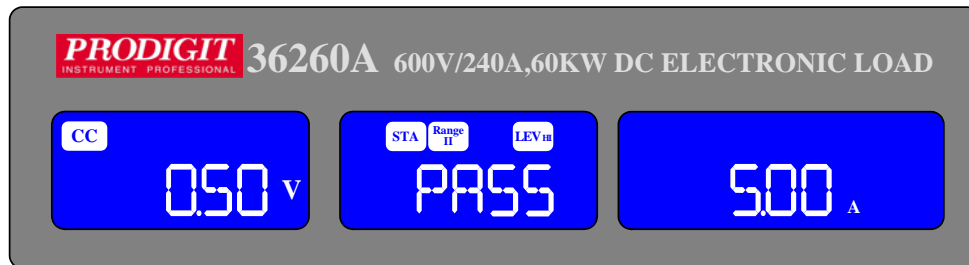 PRODIGIT
INSTRUMENT PROFESSIONAL
36260A 600V/240A,60KW DC ELECTRONIC LOAD
CC
0.50 V
STA Range II LEV HI
PASS
5.00 A